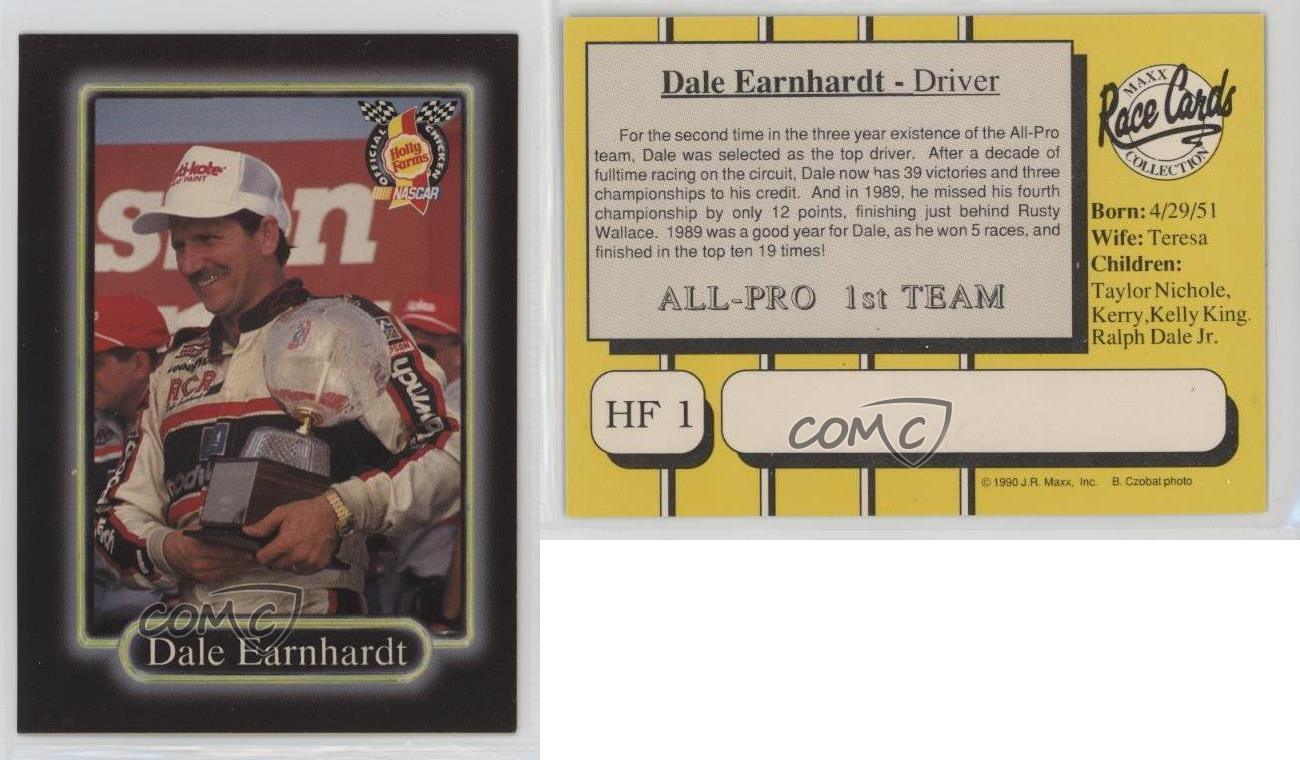 OFFICIAL CHICKEN
Holly Farms
NASCAR
RCR
COMC
Dale Earnhardt
Dale Earnhardt - Driver
For the second time in the three year existence of the All-Pro
team, Dale was selected as the top driver. After a decade of
fulltime racing on the circuit, Dale now has 39 victories and three
championships to his credit. And in 1989, he missed his fourth
championship by only 12 points, finishing just behind Rusty
Wallace. 1989 was a good year for Dale, as he won 5 races, and
finished in the top ten 19 times!
ALL-PRO 1st TEAM
MAXX
Race Cards
COLLECTION
Born: 4/29/51
Wife: Teresa
Children:
Taylor Nichole,
Kerry,Kelly King,
Ralph Dale Jr.
HF 1
COMC
© 1990 J.R. Maxx, Inc. B. Czobat photo